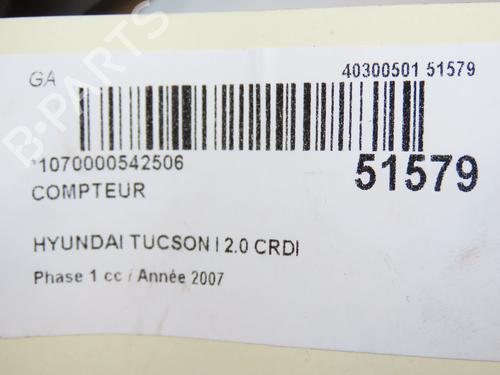 GA
40300501 51579
*1070000542506
51579
COMPTEUR
HYUNDAI TUCSON I 2.0 CRDI
Phase 1 cc / Année 2007
B-PARTS